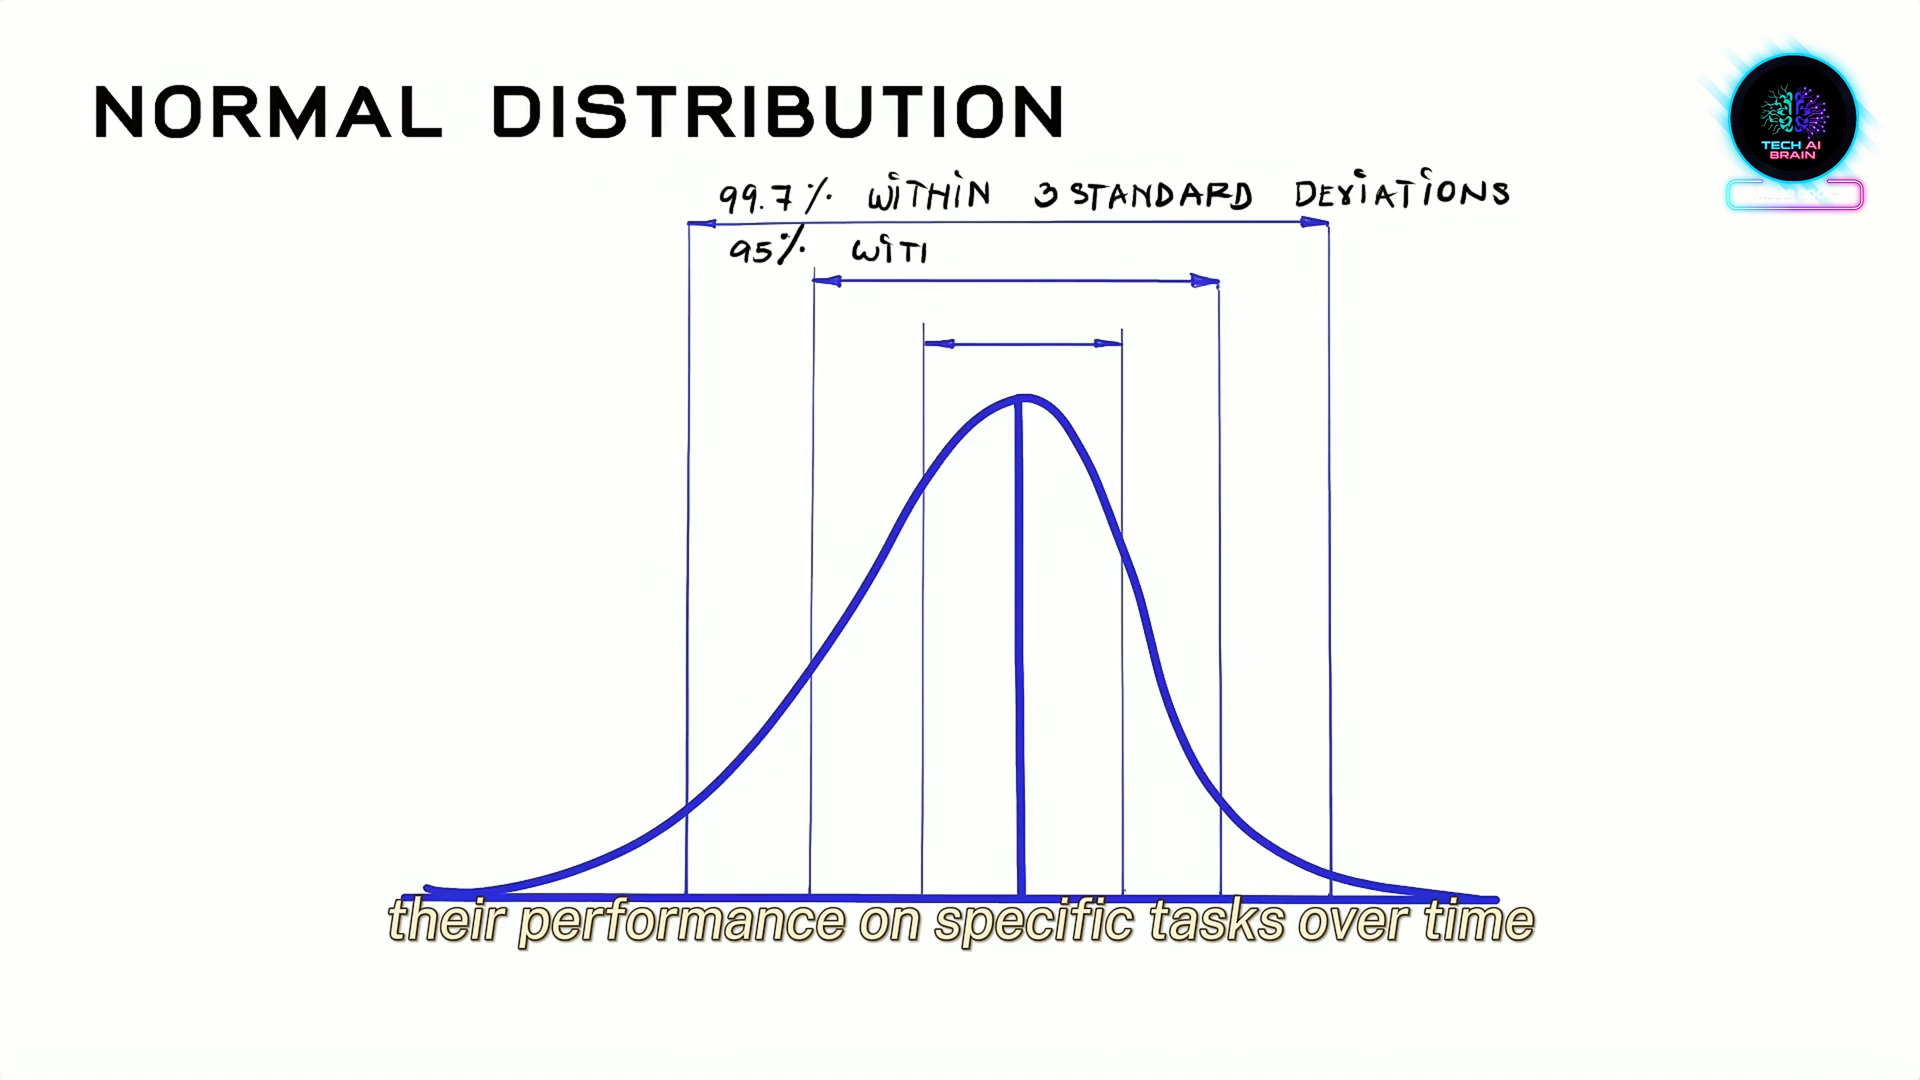 NORMAL DISTRIBUTION
TECH AI
BRAIN
99.7% WITHIN 3 STANDARD DEVIATIONS
95% WITI
their performance on specific tasks over time